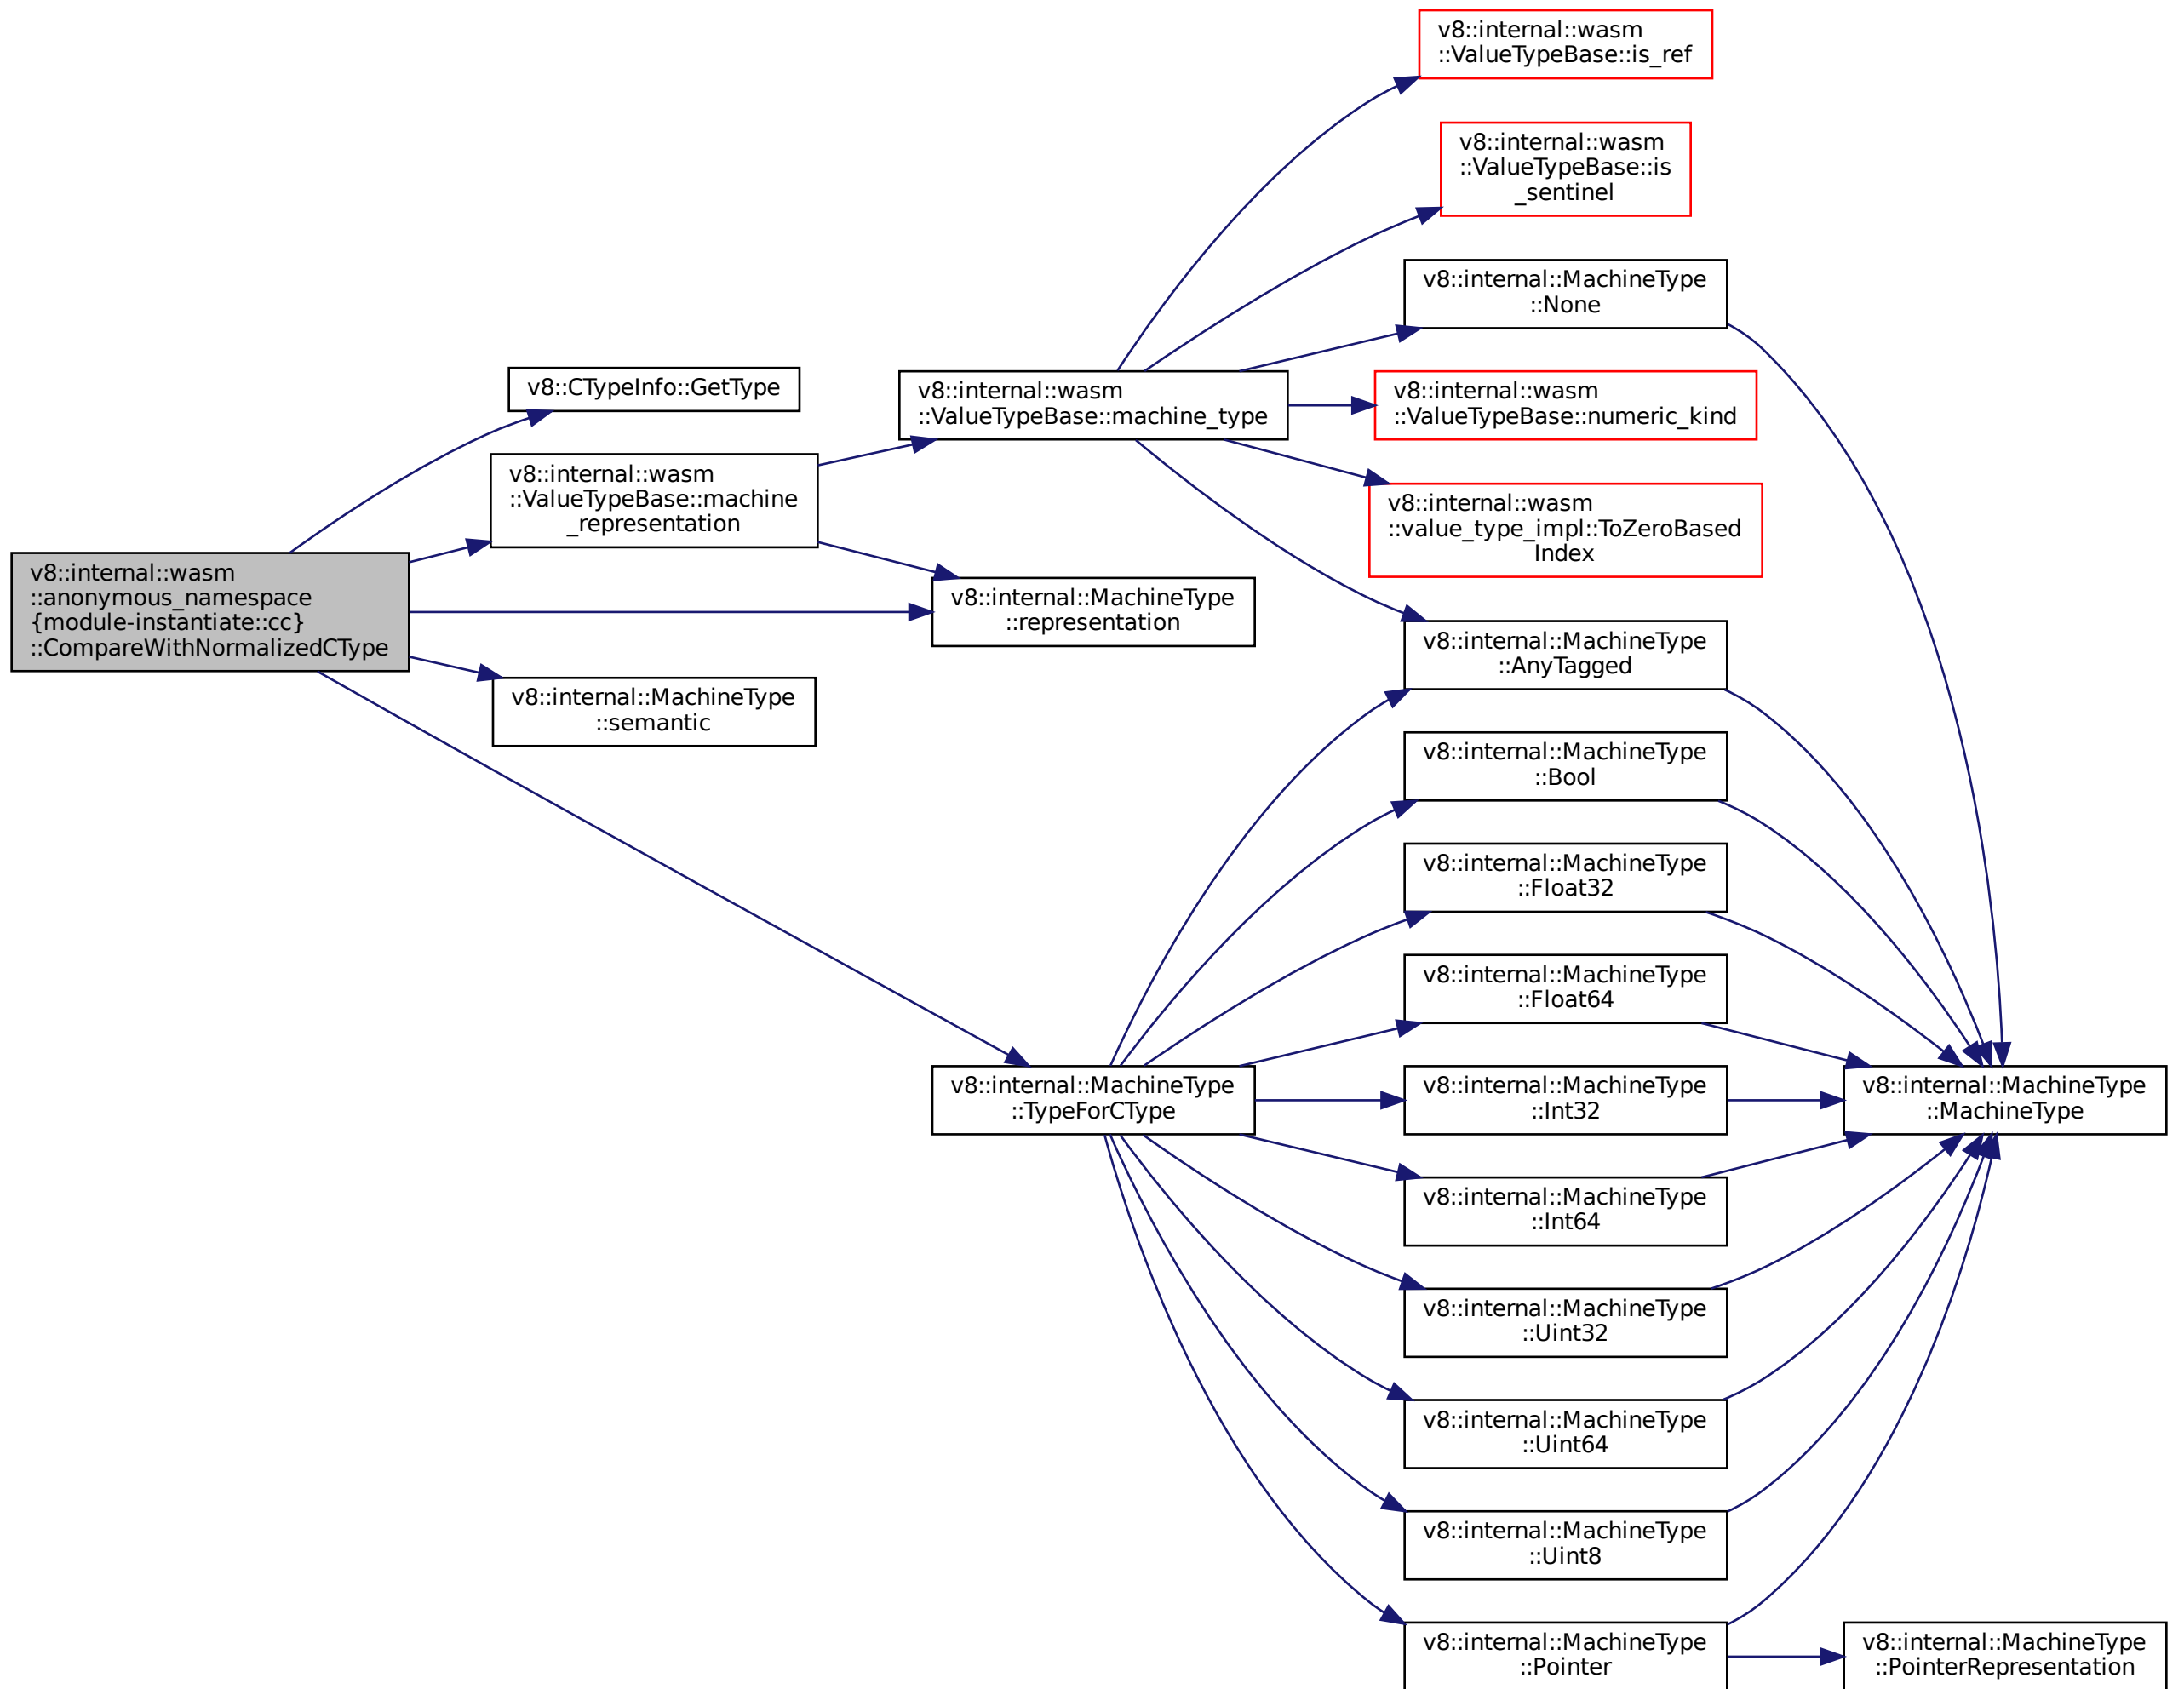 v8::internal::wasm
::ValueTypeBase::is_ref
v8::internal::wasm
::ValueTypeBase::is
_sentinel
v8::internal::MachineType
::None
v8::CTypeInfo::GetType
v8::internal::wasm
::ValueTypeBase::machine_type
v8::internal::wasm
::ValueTypeBase::numeric_kind
v8::internal::wasm
::ValueTypeBase::machine
_representation
v8::internal::wasm
::value_type_impl::ToZeroBased
Index
v8::internal::wasm
::anonymous_namespace
{module-instantiate::cc}
::CompareWithNormalizedCType
v8::internal::MachineType
::representation
v8::internal::MachineType
::AnyTagged
v8::internal::MachineType
::semantic
v8::internal::MachineType
::Bool
v8::internal::MachineType
::Float32
v8::internal::MachineType
::Float64
v8::internal::MachineType
::TypeForCType
v8::internal::MachineType
::Int32
v8::internal::MachineType
::MachineType
v8::internal::MachineType
::Int64
v8::internal::MachineType
::Uint32
v8::internal::MachineType
::Uint64
v8::internal::MachineType
::Uint8
v8::internal::MachineType
::Pointer
v8::internal::MachineType
::PointerRepresentation